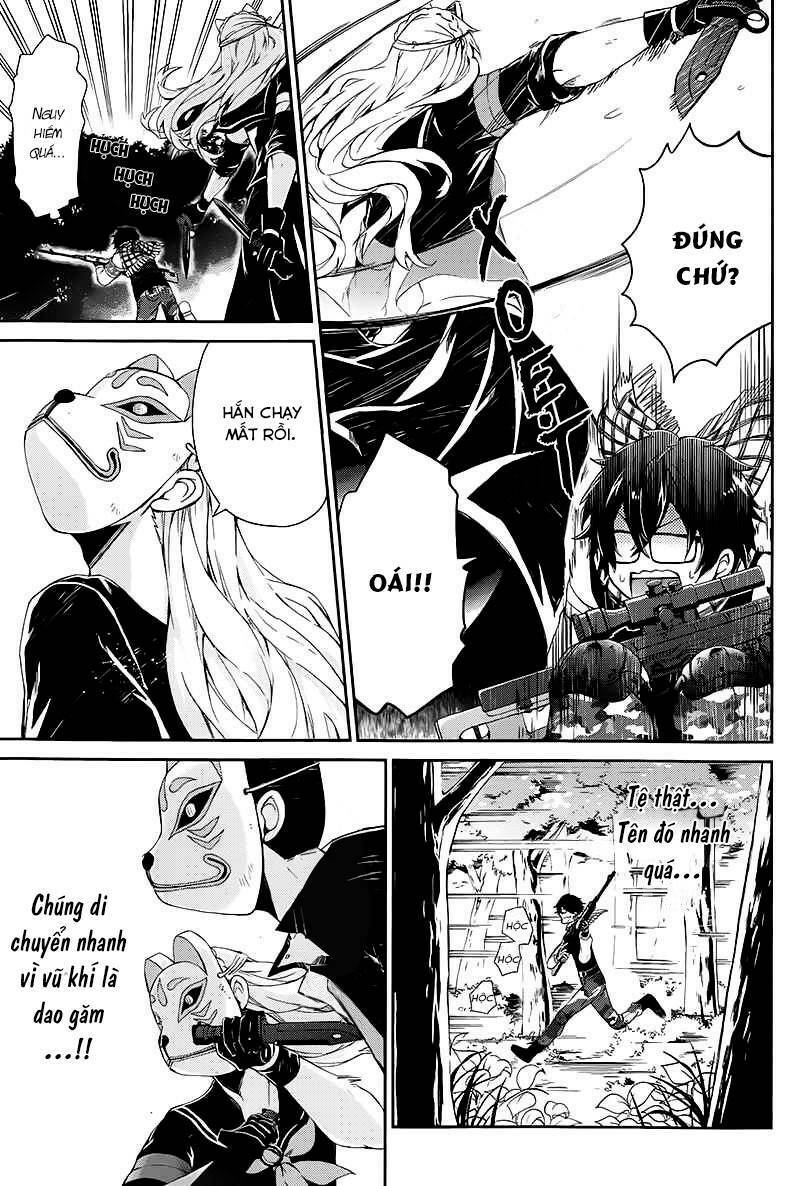 ĐÚNG
CHỨ?
NGUY
HIỂM
QUÁ...
HỤCH
HỤCH
HỤCH
OÁI!!
HẮN CHẠY
MẤT RỒI.
Tệ thật...
Tên đó nhanh
quá...
HỘC
HỘC
HỘC
Chúng di
chuyển nhanh
vì vũ khí là
dao găm
...!!